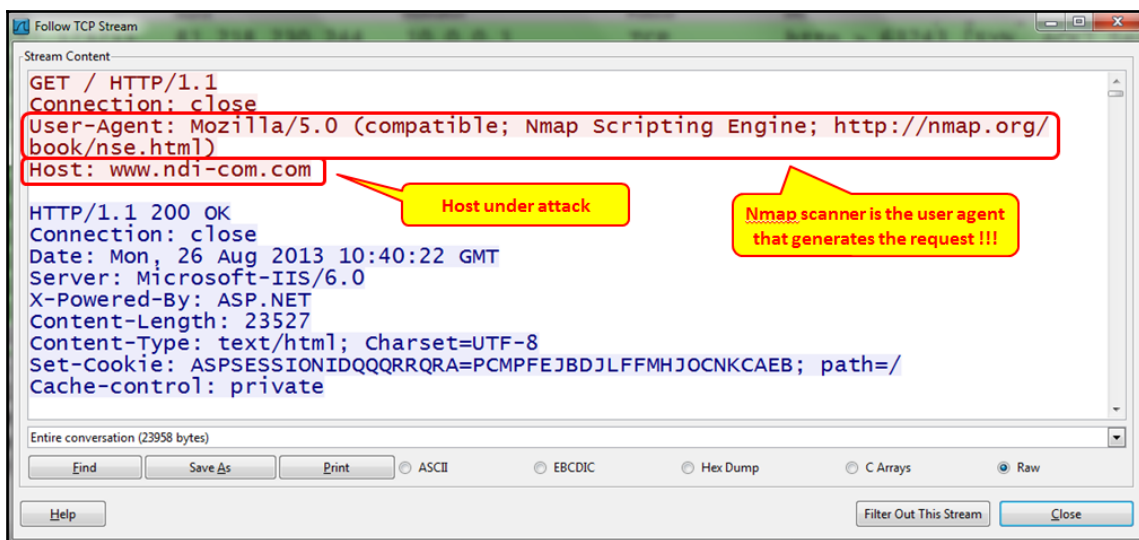 Follow TCP Stream
Stream Content
GET / HTTP/1.1
Connection: close
User-Agent: Mozilla/5.0 (compatible; Nmap Scripting Engine; http://nmap.org/
book/nse.html)
Host: www.ndi-com.com
Host under attack
Nmap scanner is the user agent
that generates the request !!!
HTTP/1.1 200 OK
Connection: close
Date: Mon, 26 Aug 2013 10:40:22 GMT
Server: Microsoft-IIS/6.0
X-Powered-By: ASP.NET
Content-Length: 23527
Content-Type: text/html; Charset=UTF-8
Set-Cookie: ASPSESSIONIDQQQRRQRA=PCMPFEJBDJLFFMHJOCNKCAEB; path=/
Cache-control: private
Entire conversation (23958 bytes)
Find Save As Print ASCII EBCDIC Hex Dump C Arrays Raw
Help Filter Out This Stream Close